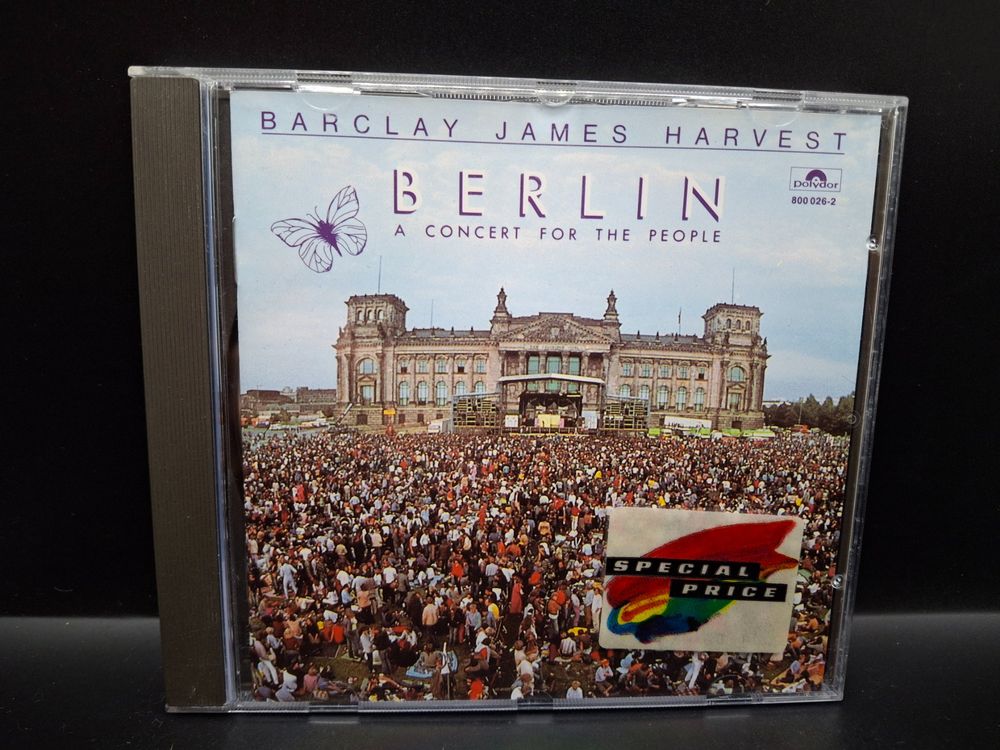 BARCLAY JAMES HARVEST
BERLIN
A CONCERT FOR THE PEOPLE
polydor
800 026-2
SPECIAL
PRICE